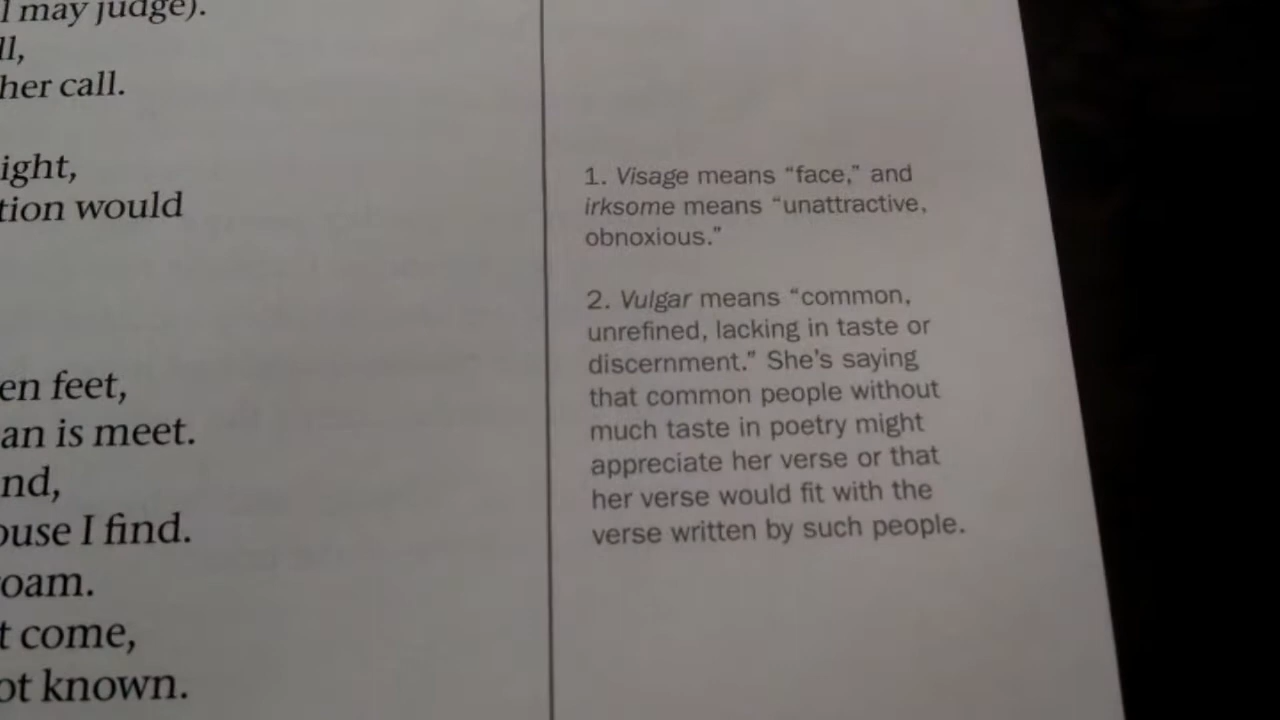 I may judge).
ll,
her call.
ight,
tion would
en feet,
an is meet.
nd,
ouse I find.
roam.
t come,
ot known.
1. Visage means “face,” and
irksome means “unattractive,
obnoxious.”
2. Vulgar means “common,
unrefined, lacking in taste or
discernment.” She’s saying
that common people without
much taste in poetry might
appreciate her verse or that
her verse would fit with the
verse written by such people.